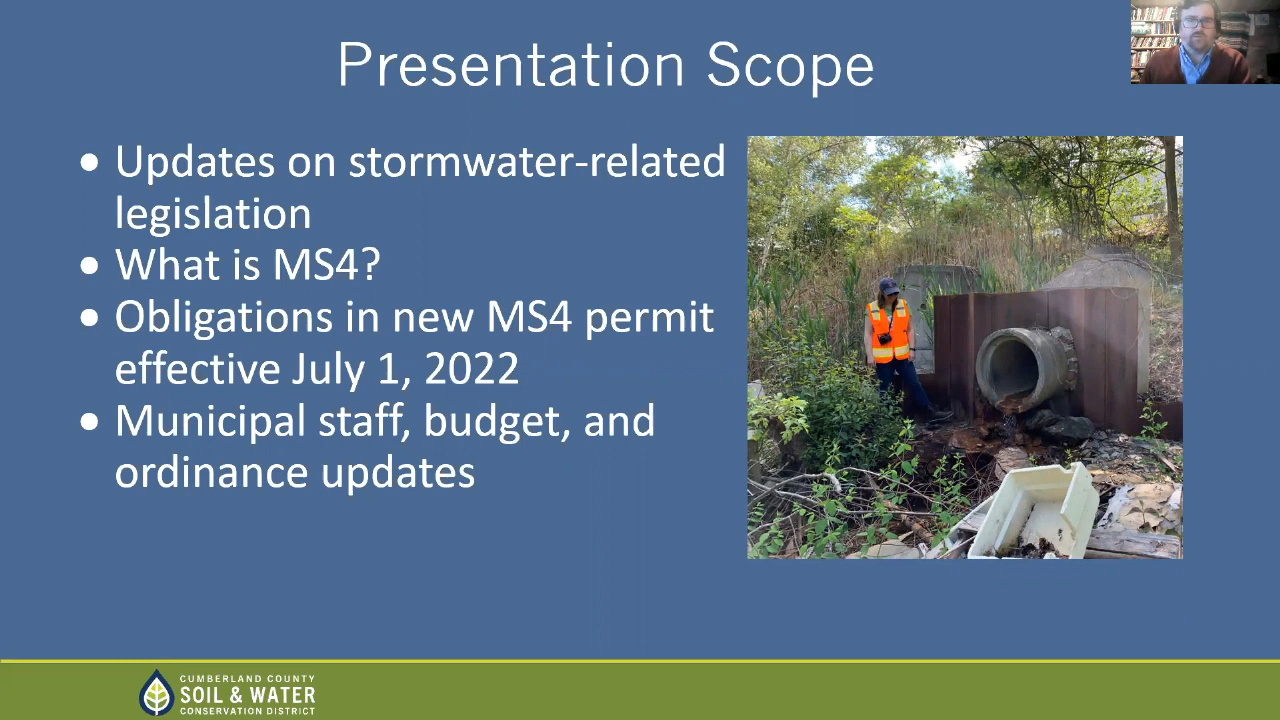 Presentation Scope
• Updates on stormwater-related
legislation
• What is MS4?
• Obligations in new MS4 permit
effective July 1, 2022
• Municipal staff, budget, and
ordinance updates
CUMBERLAND COUNTY
SOIL & WATER
CONSERVATION DISTRICT